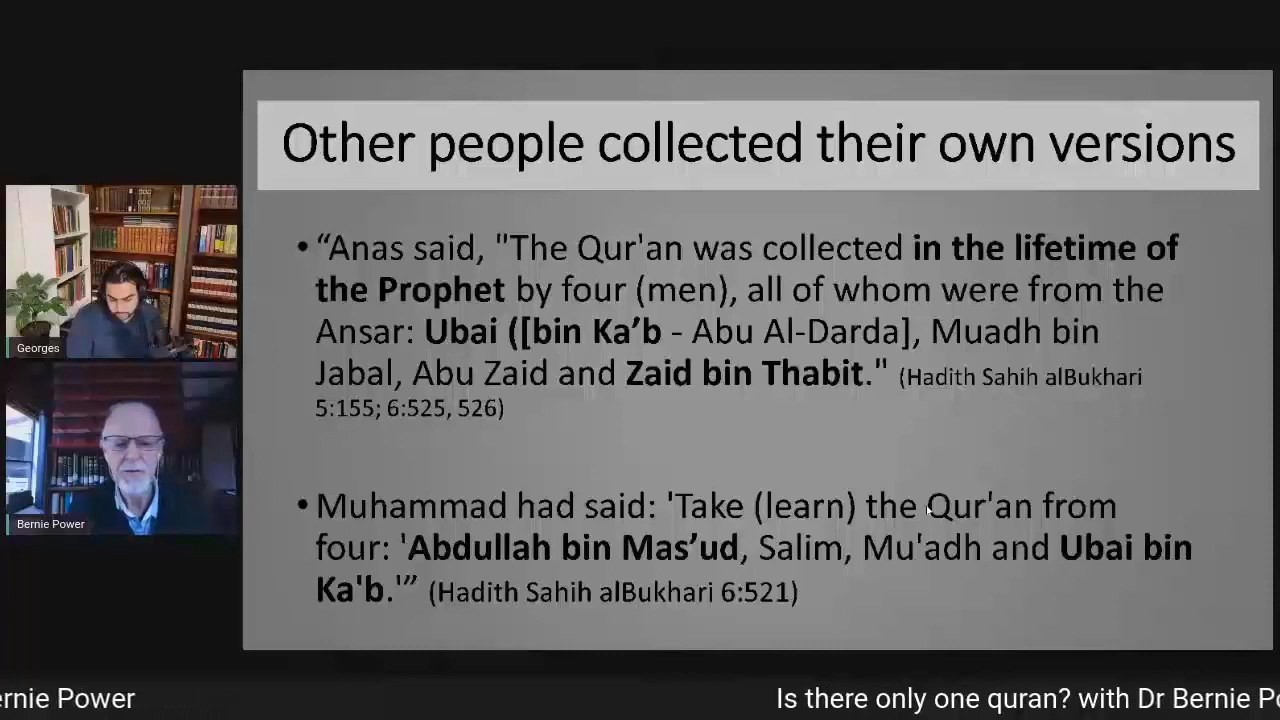 Other people collected their own versions
• “Anas said, "The Qur'an was collected in the lifetime of
the Prophet by four (men), all of whom were from the
Ansar: Ubai ([bin Ka’b - Abu Al-Darda], Muadh bin
Jabal, Abu Zaid and Zaid bin Thabit." (Hadith Sahih alBukhari
5:155; 6:525, 526)
• Muhammad had said: 'Take (learn) the Qur'an from
four: 'Abdullah bin Mas’ud, Salim, Mu'adh and Ubai bin
Ka'b.'” (Hadith Sahih alBukhari 6:521)
Georges
Bernie Power
ernie Power
Is there only one quran? with Dr Bernie Po